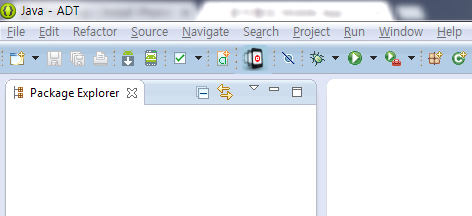 Java - ADT
File Edit Refactor Source Navigate Search Project Run Window Help
Package Explorer